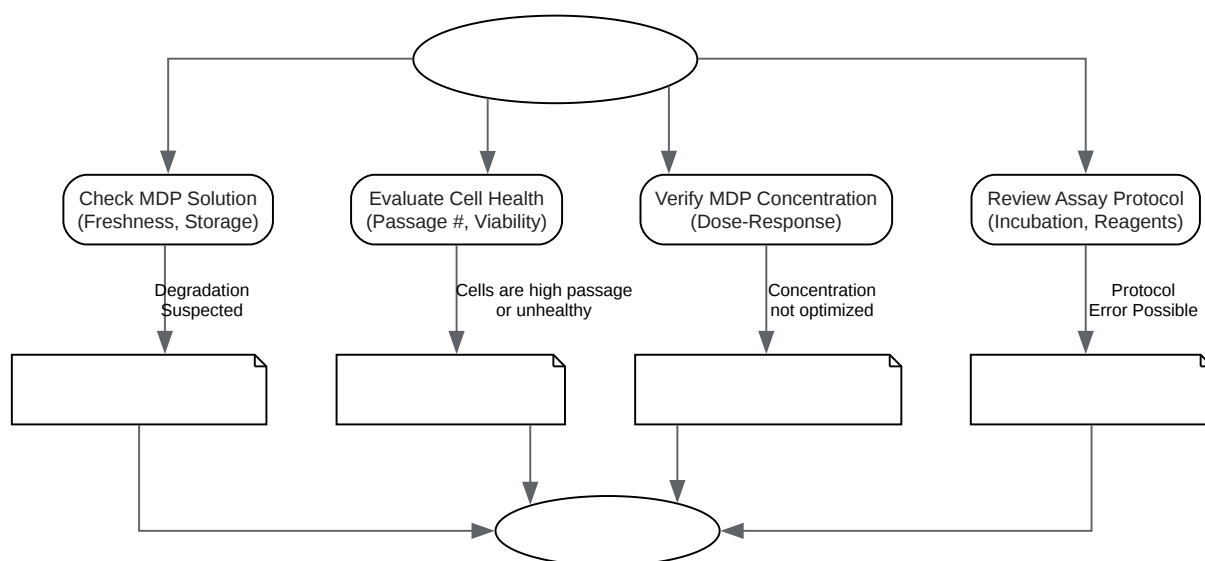 Check MDP Solution
(Freshness, Storage)
Evaluate Cell Health
(Passage #, Viability)
Verify MDP Concentration
(Dose-Response)
Review Assay Protocol
(Incubation, Reagents)
Degradation
Suspected
Cells are high passage
or unhealthy
Concentration
not optimized
Protocol
Error Possible